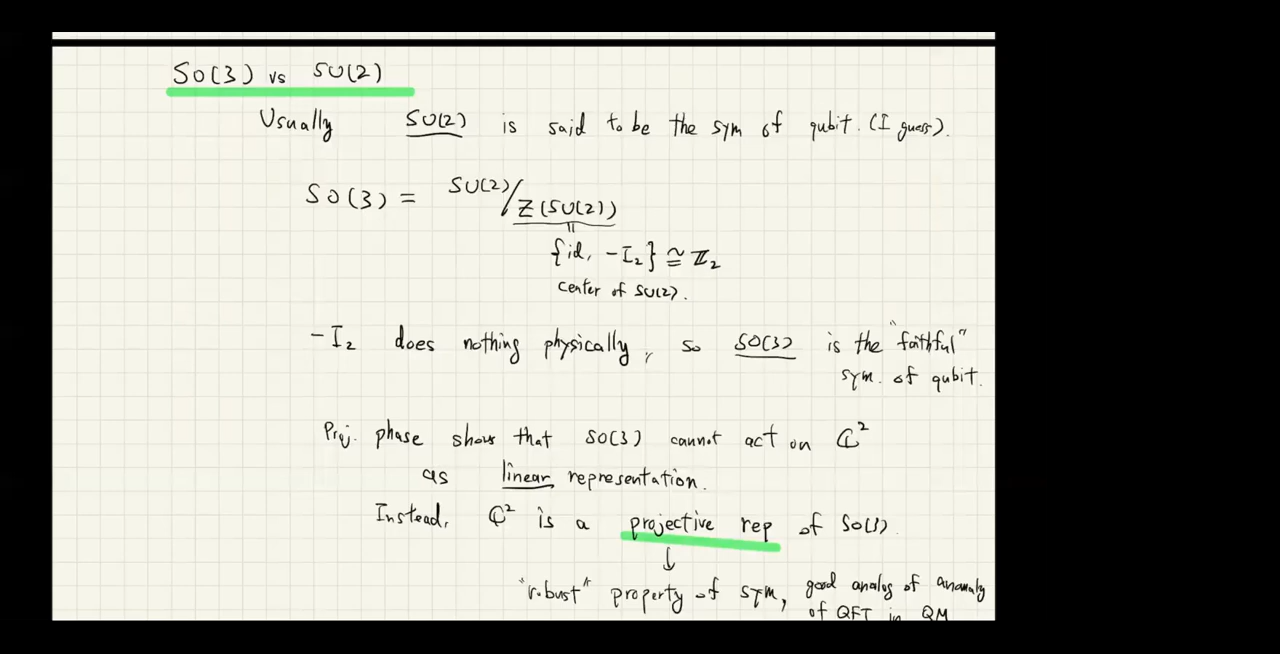 SO(3) vs SU(2)
Usually SU(2) is said to be the sym of qubit. (I guess).
SO(3) = SU(2)/Z(SU(2))
{id, -I₂} ≅ ℤ₂
center of SU(2).
-I₂ does nothing physically, so SO(3) is the "faithful"
sym. of qubit.
Proj. phase shows that SO(3) cannot act on ℂ²
as linear representation.
Instead, ℂ² is a projective rep of SO(3).
↓
"robust" property of sym, good analog of anomaly
of QFT in QM